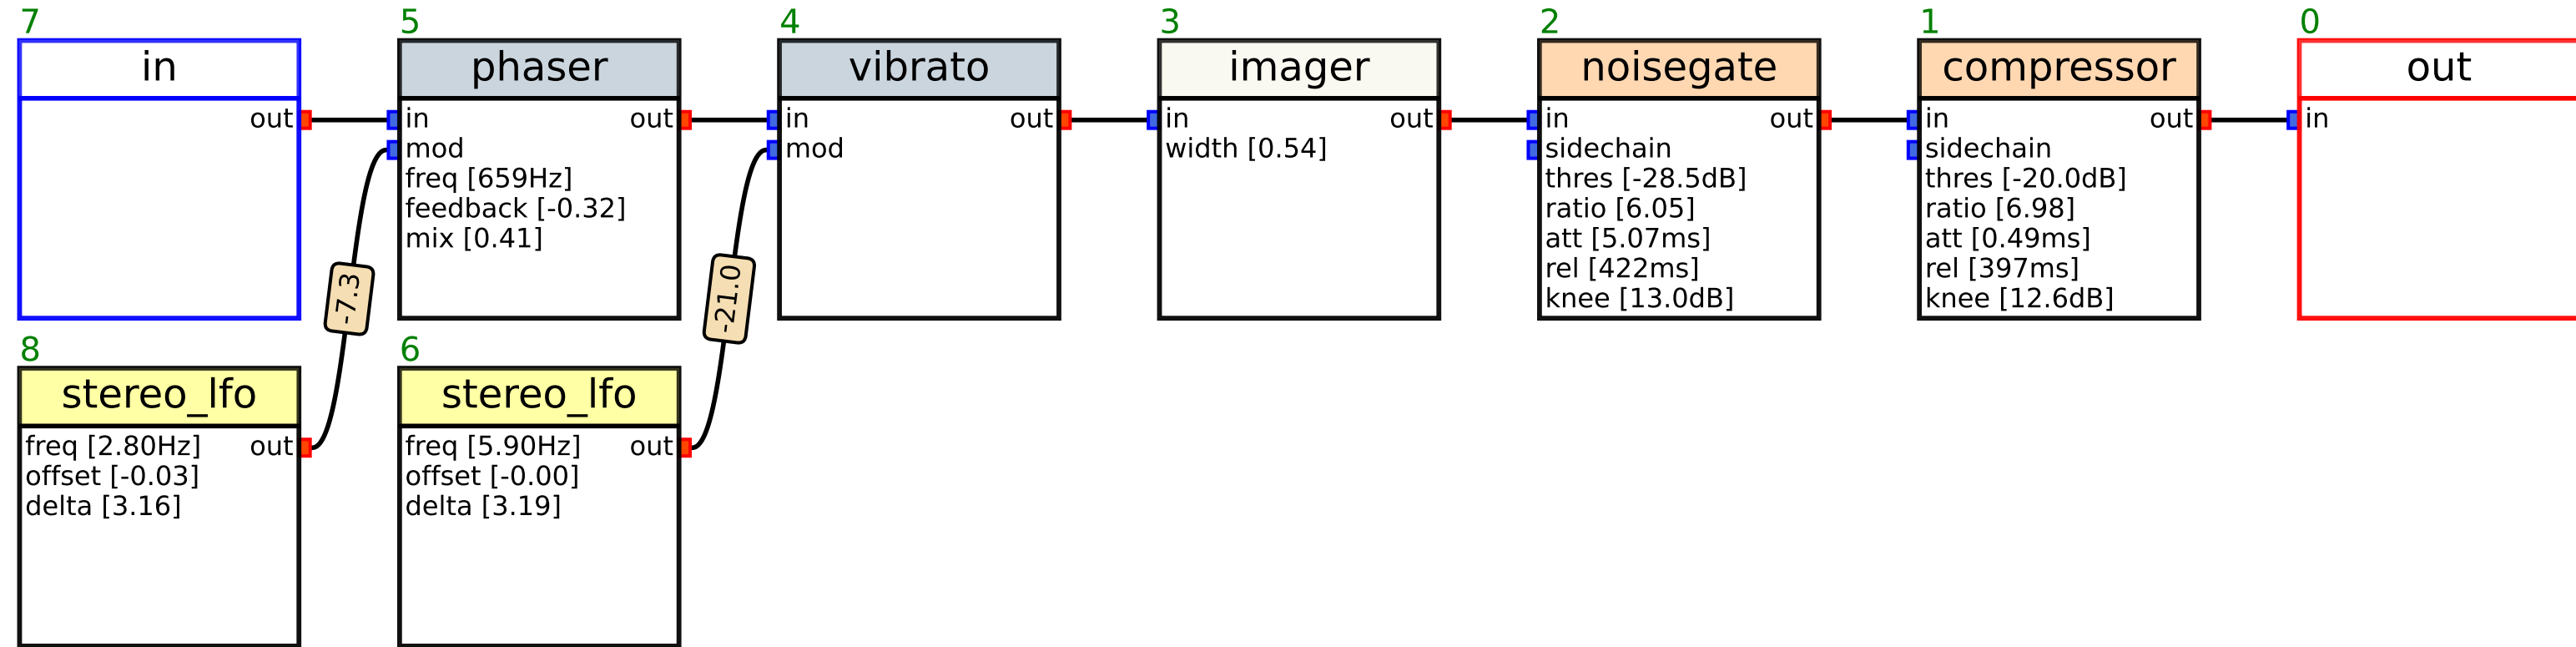 7 5 4 3 2 1 0
in phaser vibrato imager noisegate compressor out
out in out in out in out in out in out in
mod mod width [0.54] sidechain sidechain
freq [659Hz] thres [-28.5dB] thres [-20.0dB]
feedback [-0.32] ratio [6.05] ratio [6.98]
mix [0.41] att [5.07ms] att [0.49ms]
rel [422ms] rel [397ms]
-7.3 -21.0 knee [13.0dB] knee [12.6dB]
8 6
stereo_lfo stereo_lfo
freq [2.80Hz] out freq [5.90Hz] out
offset [-0.03] offset [-0.00]
delta [3.16] delta [3.19]